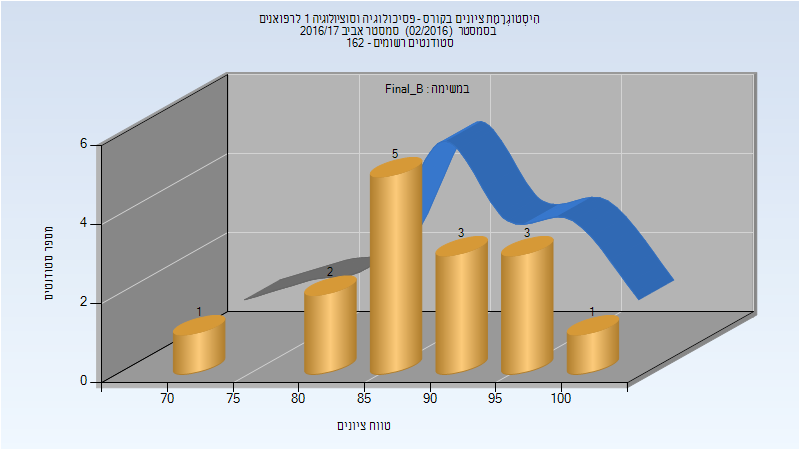 הִיסְטוֹגְרָמַת ציונים בקורס - פסיכולוגיה וסוציולוגיה 1 לרפואנים
בסמסטר (02/2016) סמסטר אביב 2016/17
סטודנטים רשומים - 162
במשימה : Final_B
מספר סטודנטים
6
4
2
0
1
2
5
3
3
1
70 75 80 85 90 95 100
טווח ציונים